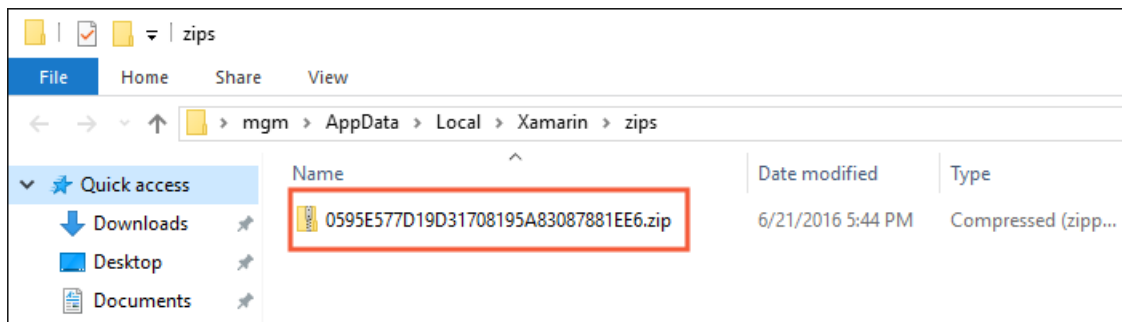 zips
File Home Share View
mgm > AppData > Local > Xamarin > zips
Quick access
Downloads
Desktop
Documents
Name Date modified Type
0595E577D19D31708195A83087881EE6.zip 6/21/2016 5:44 PM Compressed (zipp...